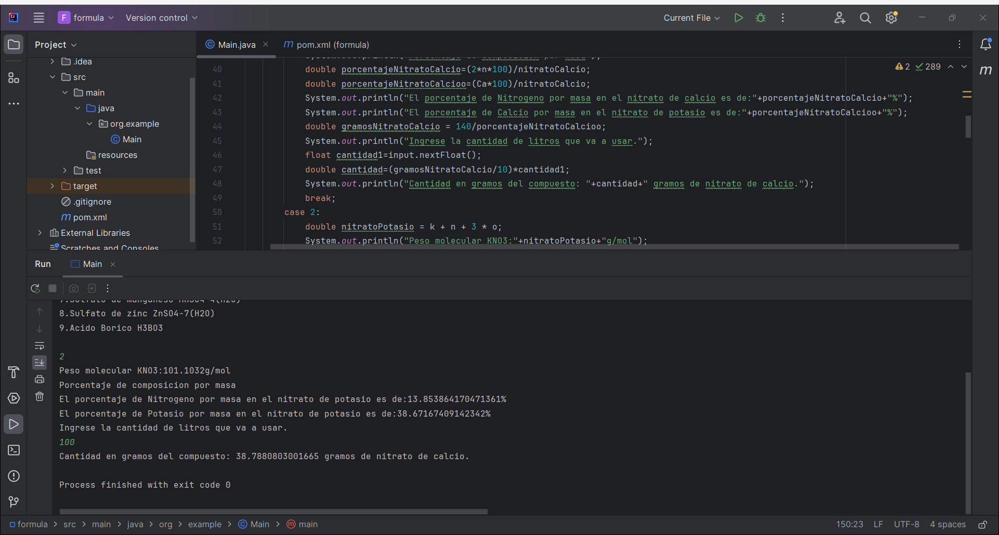 F formula Version control Current File
Project
Main.java
pom.xml (formula)
.idea
src
main
java
org.example
Main
resources
test
target
.gitignore
pom.xml
External Libraries
Scratches and Consoles
2 289
40 double porcentajeNitratoCalcio=(2*n*100)/nitratoCalcio;
41 double porcentajeNitratoCalcioo=(Ca*100)/nitratoCalcio;
42 System.out.println("El porcentaje de Nitrogeno por masa en el nitrato de calcio es de:"+porcentajeNitratoCalcio+"%");
43 System.out.println("El porcentaje de Calcio por masa en el nitrato de potasio es de:"+porcentajeNitratoCalcioo+"%");
44 double gramosNitratoCalcio = 140/porcentajeNitratoCalcioo;
45 System.out.println("Ingrese la cantidad de litros que va a usar.");
46 float cantidad1=input.nextFloat();
47 double cantidad=(gramosNitratoCalcio/10)*cantidad1;
48 System.out.println("Cantidad en gramos del compuesto: "+cantidad+" gramos de nitrato de calcio.");
49 break;
50 case 2:
51 double nitratoPotasio = k + n + 3 * o;
52 System.out.println("Peso molecular KNO3:"+nitratoPotasio+"g/mol");
Run Main
7.Sulfato de manganeso MnSO4-4(H2O)
8.Sulfato de zinc ZnSO4-7(H2O)
9.Acido Borico H3BO3
2
Peso molecular KNO3:101.1032g/mol
Porcentaje de composicion por masa
El porcentaje de Nitrogeno por masa en el nitrato de potasio es de:13.853864170471361%
El porcentaje de Potasio por masa en el nitrato de potasio es de:38.67167409142342%
Ingrese la cantidad de litros que va a usar.
100
Cantidad en gramos del compuesto: 38.7880803001665 gramos de nitrato de calcio.
Process finished with exit code 0
formula > src > main > java > org > example > Main > main
150:23 LF UTF-8 4 spaces